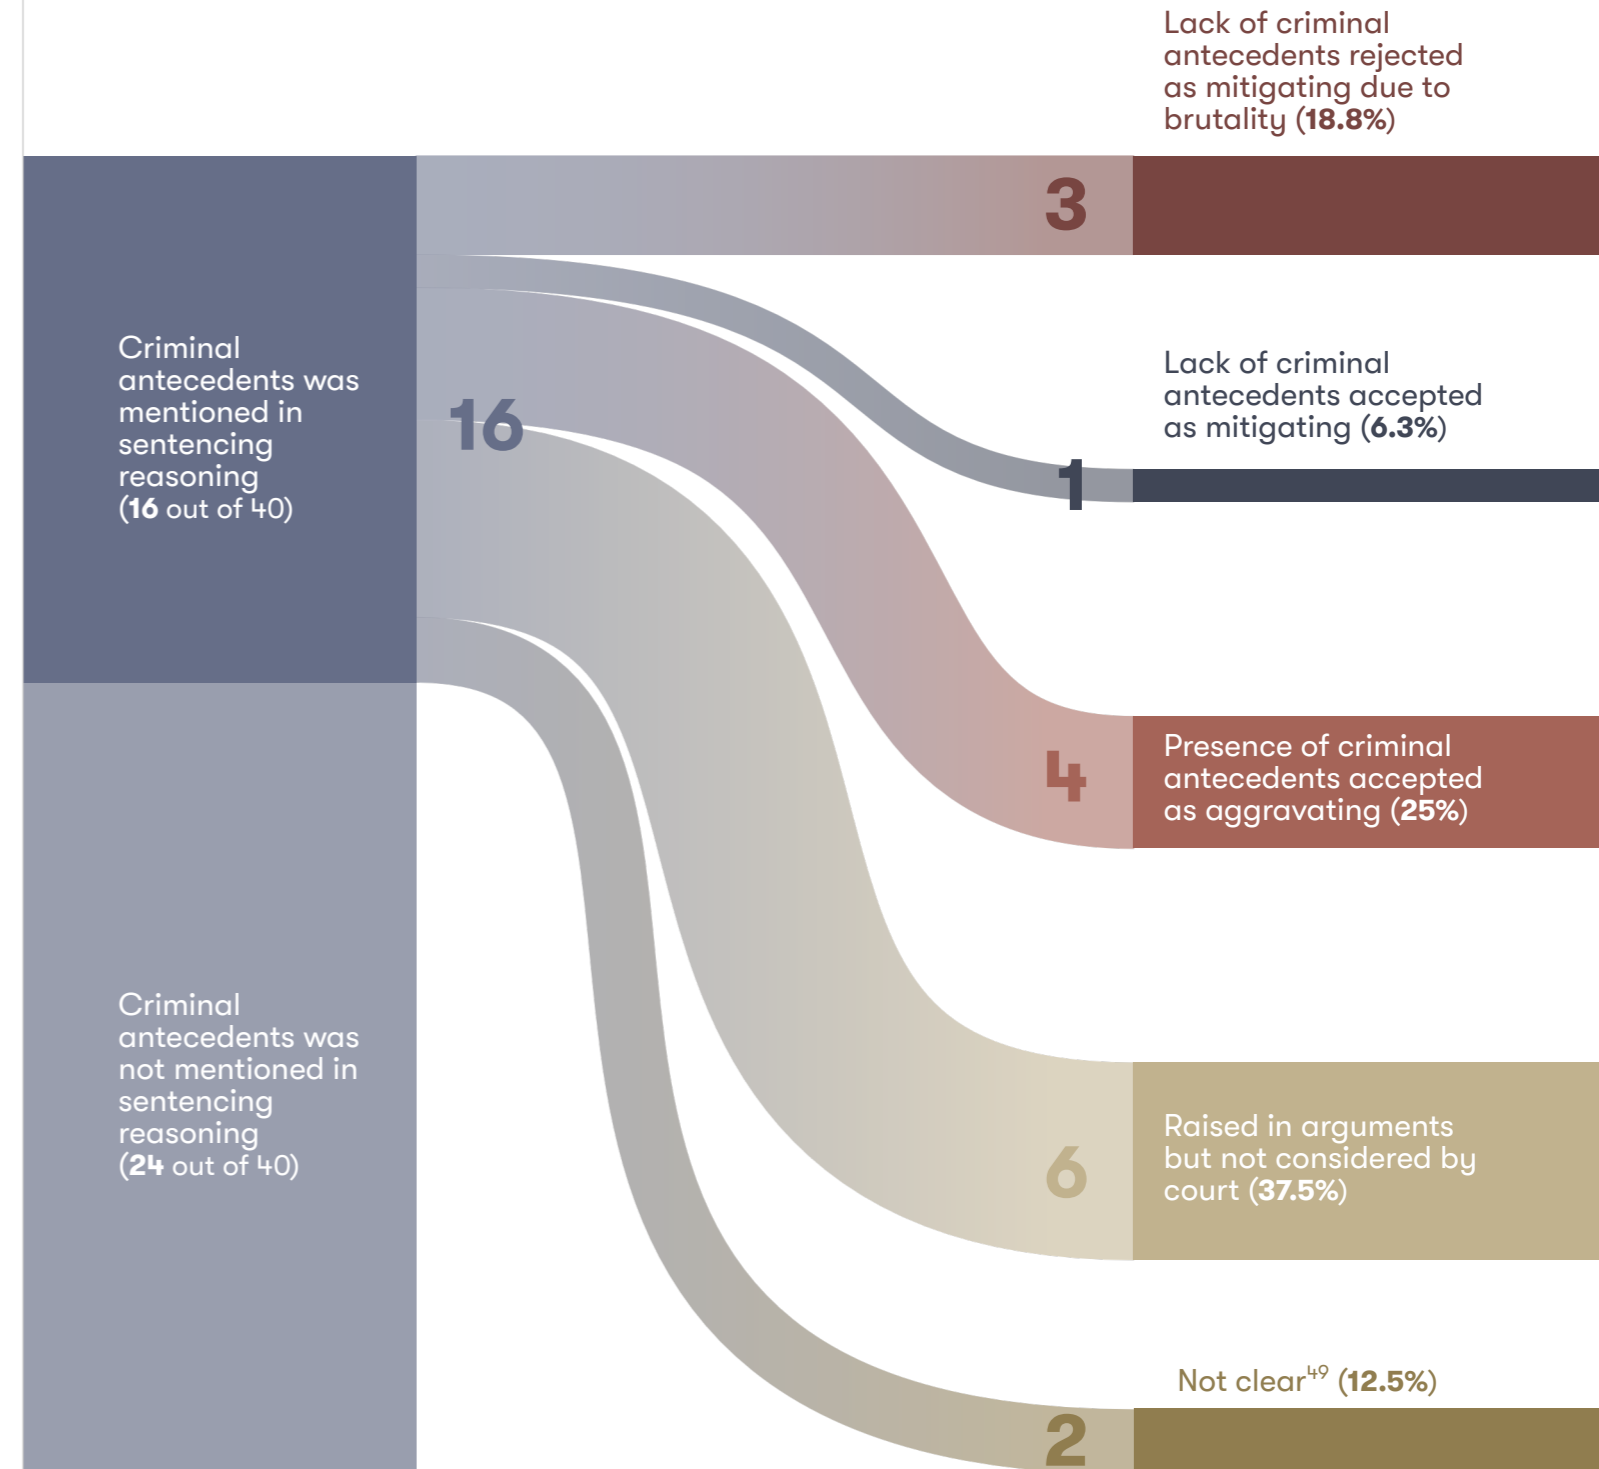 Lack of criminal
antecedents rejected
as mitigating due to
brutality (18.8%)
3
Criminal
antecedents was
mentioned in
sentencing
reasoning
(16 out of 40)
16
Lack of criminal
antecedents accepted
as mitigating (6.3%)
1
Presence of criminal
antecedents accepted
as aggravating (25%)
4
Criminal
antecedents was
not mentioned in
sentencing
reasoning
(24 out of 40)
Raised in arguments
but not considered by
court (37.5%)
6
Not clear⁴⁹ (12.5%)
2